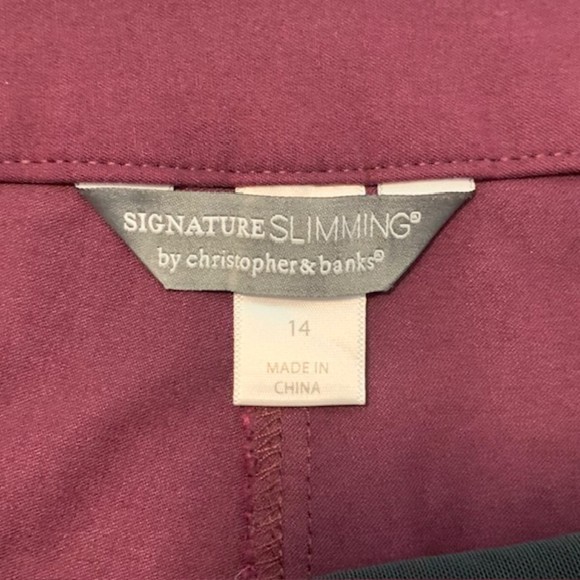 SIGNATURE SLIMMING®
by christopher & banks®
14
MADE IN
CHINA